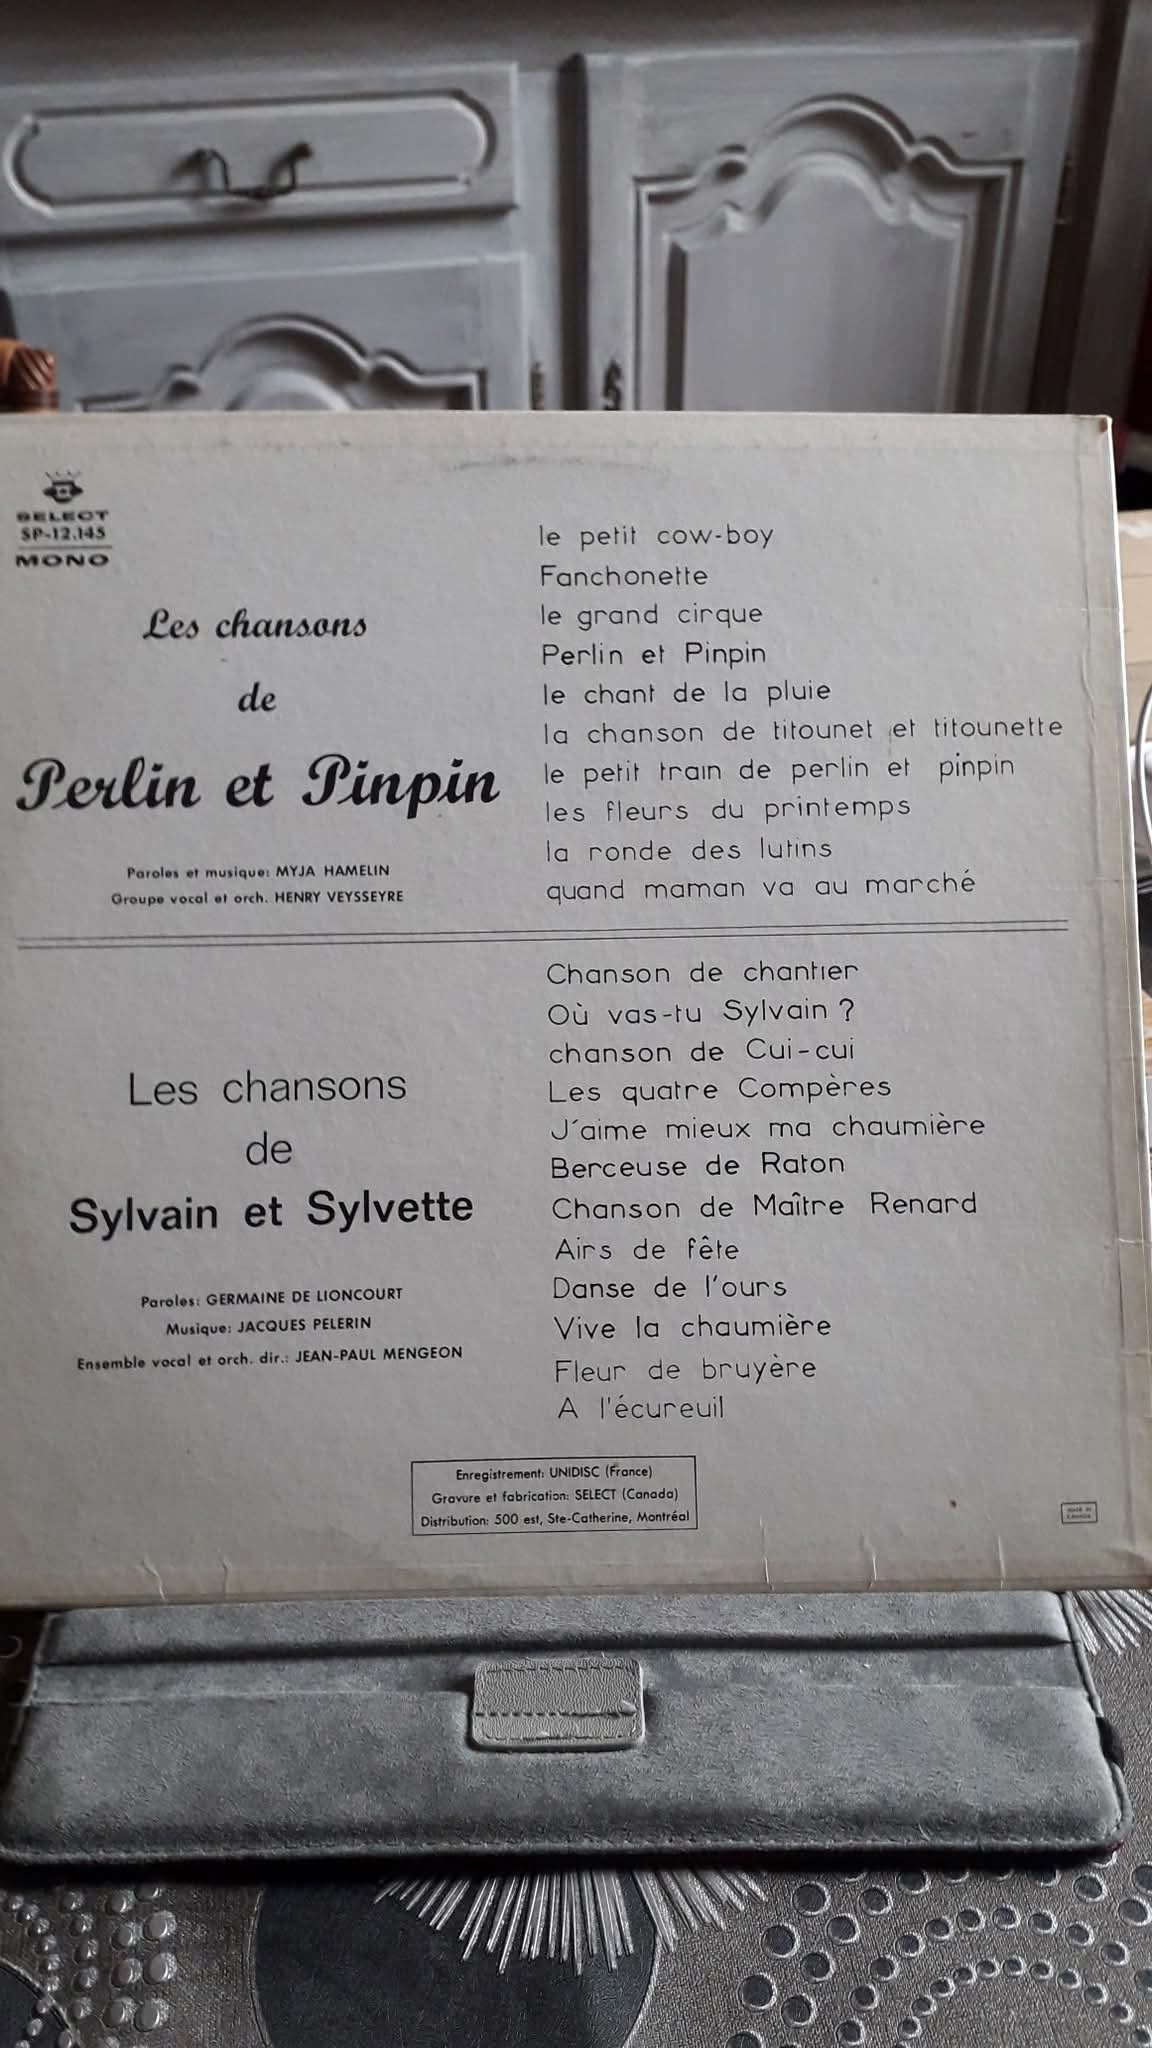 SELECT
SP-12.145
MONO
Les chansons
de
Perlin et Pinpin
Paroles et musique: MYJA HAMELIN
Groupe vocal et orch. HENRY VEYSSEYRE
le petit cow-boy
Fanchonette
le grand cirque
Perlin et Pinpin
le chant de la pluie
la chanson de titounet et titounette
le petit train de perlin et pinpin
les fleurs du printemps
la ronde des lutins
quand maman va au marché
Les chansons
de
Sylvain et Sylvette
Paroles: GERMAINE DE LIONCOURT
Musique: JACQUES PELERIN
Ensemble vocal et orch. dir.: JEAN-PAUL MENGEON
Chanson de chantier
Où vas-tu Sylvain ?
chanson de Cui-cui
Les quatre Compères
J'aime mieux ma chaumière
Berceuse de Raton
Chanson de Maître Renard
Airs de fête
Danse de l'ours
Vive la chaumière
Fleur de bruyère
A l'écureuil
Enregistrement: UNIDISC (France)
Gravure et fabrication: SELECT (Canada)
Distribution: 500 est, Ste-Catherine, Montréal
MADE IN
CANADA